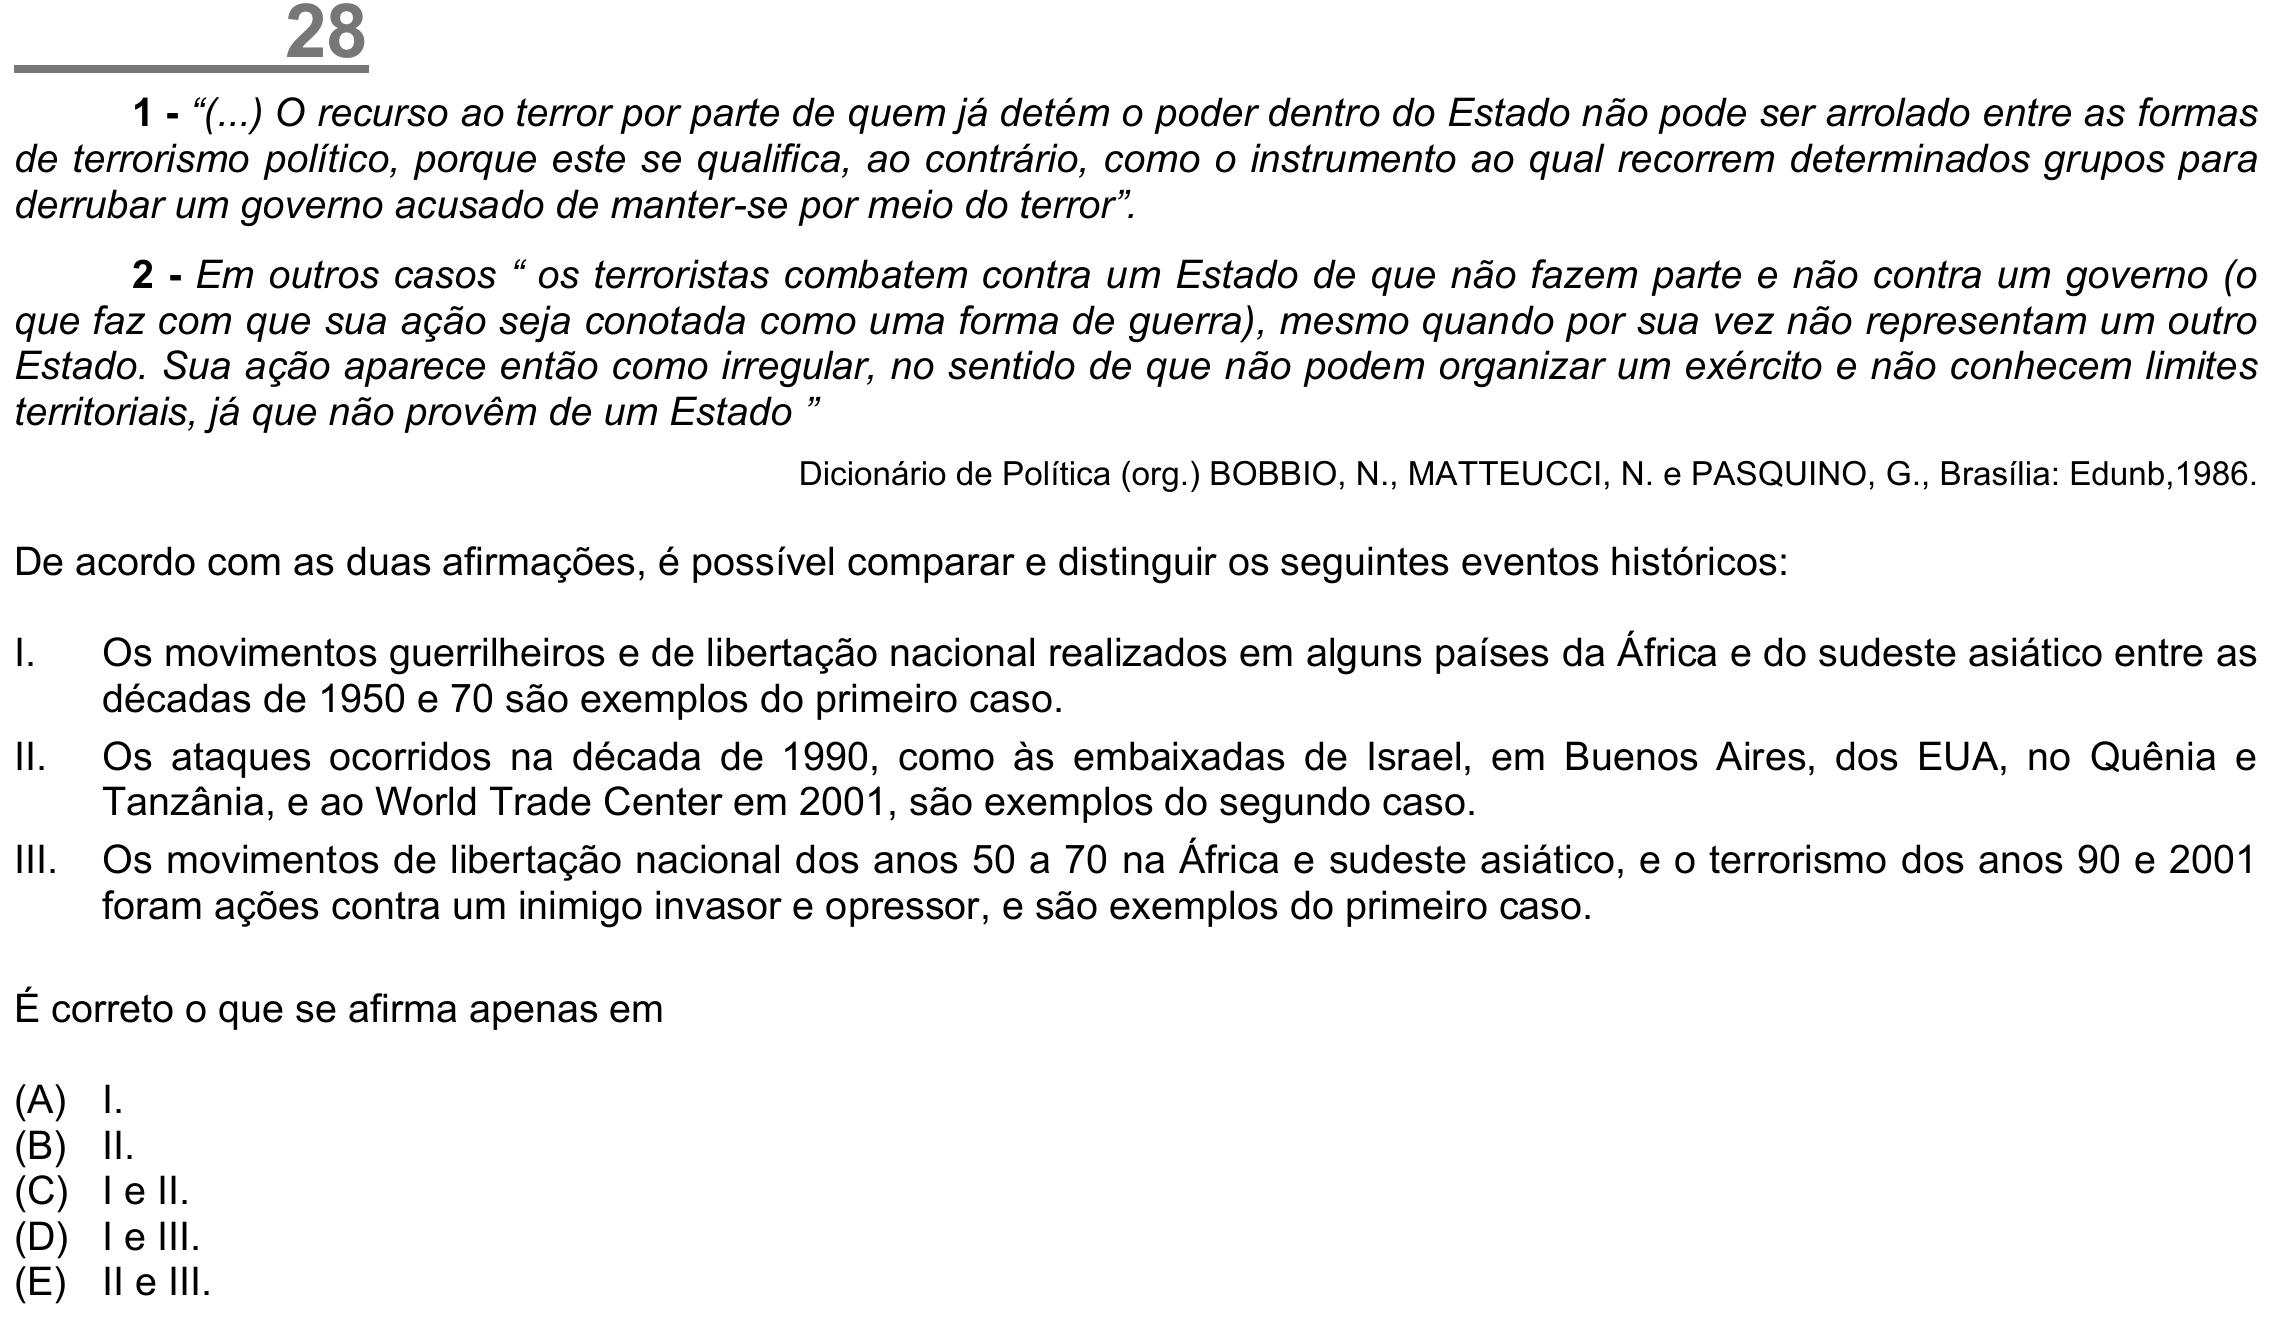 28
1 - “(...) O recurso ao terror por parte de quem já detém o poder dentro do Estado não pode ser arrolado entre as formas
de terrorismo político, porque este se qualifica, ao contrário, como o instrumento ao qual recorrem determinados grupos para
derrubar um governo acusado de manter-se por meio do terror”.
2 - Em outros casos “ os terroristas combatem contra um Estado de que não fazem parte e não contra um governo (o
que faz com que sua ação seja conotada como uma forma de guerra), mesmo quando por sua vez não representam um outro
Estado. Sua ação aparece então como irregular, no sentido de que não podem organizar um exército e não conhecem limites
territoriais, já que não provêm de um Estado ”
Dicionário de Política (org.) BOBBIO, N., MATTEUCCI, N. e PASQUINO, G., Brasília: Edunb,1986.
De acordo com as duas afirmações, é possível comparar e distinguir os seguintes eventos históricos:
I. Os movimentos guerrilheiros e de libertação nacional realizados em alguns países da África e do sudeste asiático entre as
décadas de 1950 e 70 são exemplos do primeiro caso.
II. Os ataques ocorridos na década de 1990, como às embaixadas de Israel, em Buenos Aires, dos EUA, no Quênia e
Tanzânia, e ao World Trade Center em 2001, são exemplos do segundo caso.
III. Os movimentos de libertação nacional dos anos 50 a 70 na África e sudeste asiático, e o terrorismo dos anos 90 e 2001
foram ações contra um inimigo invasor e opressor, e são exemplos do primeiro caso.
É correto o que se afirma apenas em
(A) I.
(B) II.
(C) I e II.
(D) I e III.
(E) II e III.